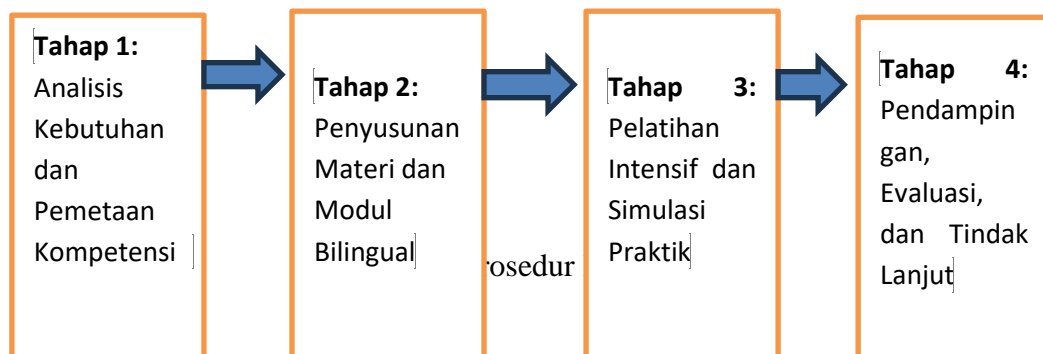 Tahap 1:
Analisis
Kebutuhan
dan
Pemetaan
Kompetensi
Tahap 2:
Penyusunan
Materi dan
Modul
Bilingual
rosedur
Tahap 3:
Pelatihan
Intensif dan
Simulasi
Praktik
Tahap 4:
Pendampin
gan,
Evaluasi,
dan Tindak
Lanjut